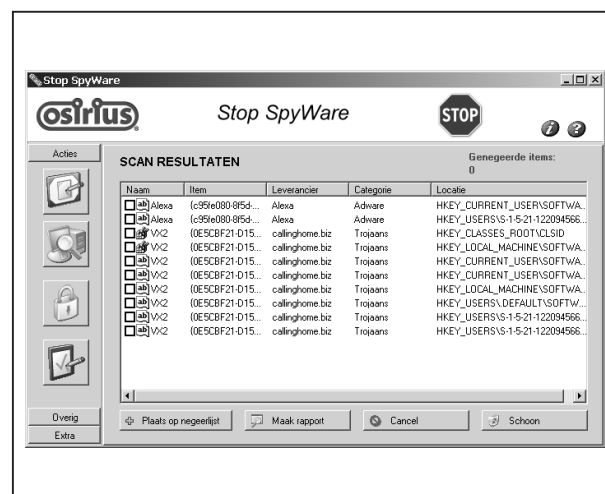 Stop SpyWare
osirius
Stop SpyWare
STOP
Acties
SCAN RESULTATEN
Genegeerde items:
0
Naam Item Leverancier Categorie Locatie
Alexa {c95fe080-8f5d-... Alexa Adware HKEY_CURRENT_USER\SOFTWA..
Alexa {c95fe080-8f5d-... Alexa Adware HKEY_USERS\S-1-5-21-122094566...
VX2 {0E5CBF21-D15... callinghome.biz Trojaans HKEY_CLASSES_ROOT\CLSID
VX2 {0E5CBF21-D15... callinghome.biz Trojaans HKEY_LOCAL_MACHINE\SOFTWA..
VX2 {0E5CBF21-D15... callinghome.biz Trojaans HKEY_CURRENT_USER\SOFTWA..
VX2 {0E5CBF21-D15... callinghome.biz Trojaans HKEY_CURRENT_USER\SOFTWA..
VX2 {0E5CBF21-D15... callinghome.biz Trojaans HKEY_LOCAL_MACHINE\SOFTWA..
VX2 {0E5CBF21-D15... callinghome.biz Trojaans HKEY_USERS\.DEFAULT\SOFTW...
VX2 {0E5CBF21-D15... callinghome.biz Trojaans HKEY_USERS\S-1-5-21-122094566...
VX2 {0E5CBF21-D15... callinghome.biz Trojaans HKEY_USERS\S-1-5-21-122094566...
Overig
Extra
Plaats op negeerlijst Maak rapport Cancel Schoon